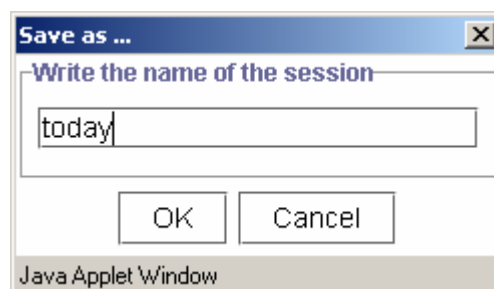 Save as ...
Write the name of the session
today
OK Cancel
Java Applet Window